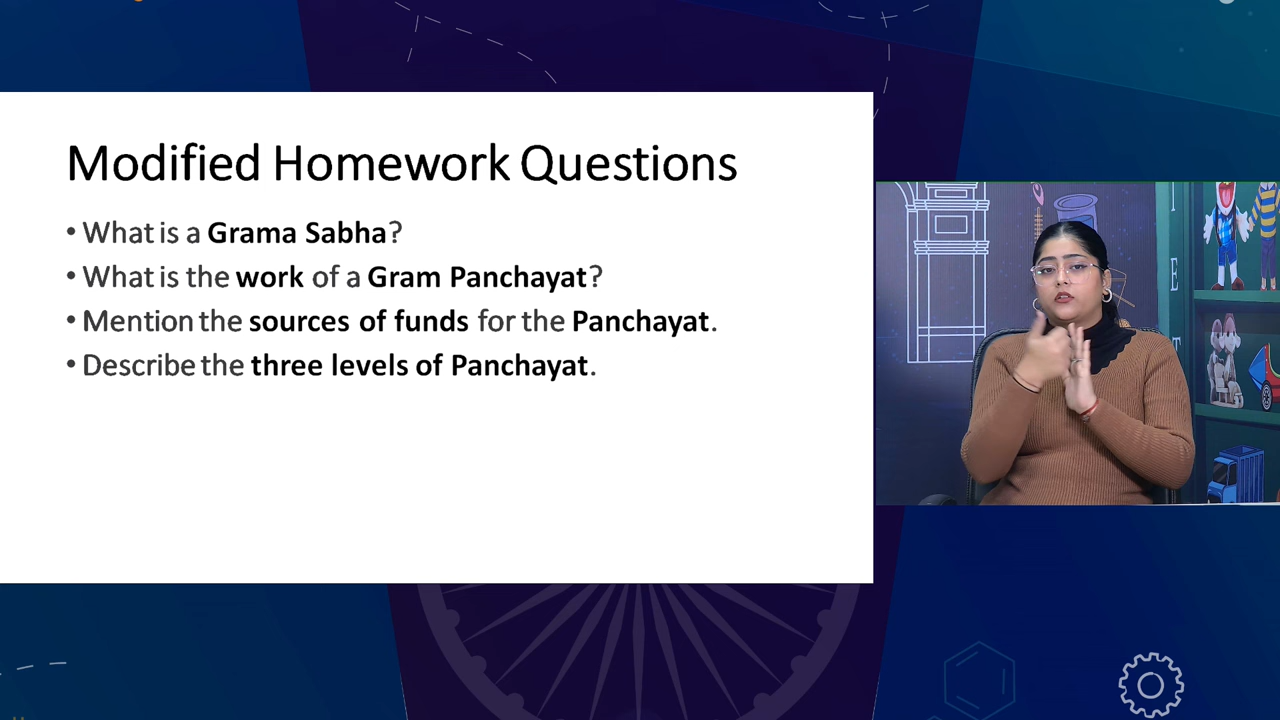 Modified Homework Questions
• What is a Grama Sabha?
• What is the work of a Gram Panchayat?
• Mention the sources of funds for the Panchayat.
• Describe the three levels of Panchayat.